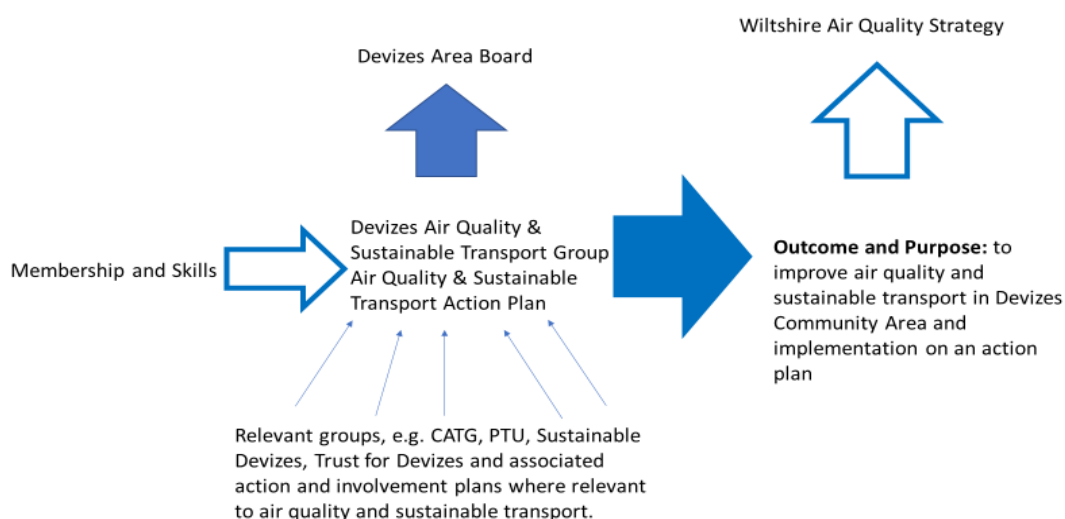 Wiltshire Air Quality Strategy
Devizes Area Board
Devizes Air Quality &
Sustainable Transport Group
Air Quality & Sustainable
Transport Action Plan
Membership and Skills
Outcome and Purpose: to
improve air quality and
sustainable transport in Devizes
Community Area and
implementation on an action
plan
Relevant groups, e.g. CATG, PTU, Sustainable
Devizes, Trust for Devizes and associated
action and involvement plans where relevant
to air quality and sustainable transport.